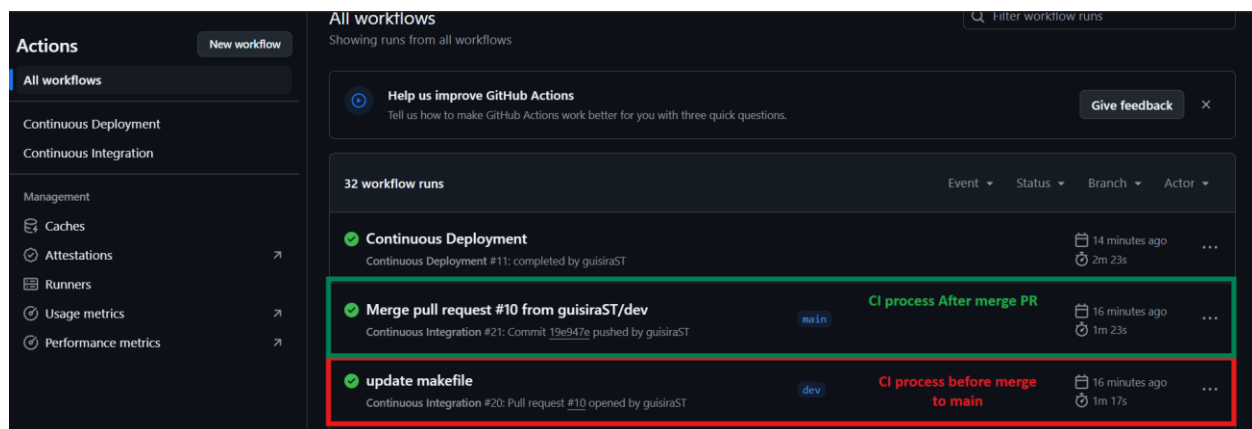 All workflows
Filter workflow runs
Actions
New workflow
Showing runs from all workflows
All workflows
Help us improve GitHub Actions
Tell us how to make GitHub Actions work better for you with three quick questions.
Give feedback
Continuous Deployment
Continuous Integration
Management
Caches
Attestations
Runners
Usage metrics
Performance metrics
32 workflow runs
Event
Status
Branch
Actor
Continuous Deployment
Continuous Deployment #11: completed by guisiraST
14 minutes ago
2m 23s
Merge pull request #10 from guisiraST/dev
Continuous Integration #21: Commit 19e947e pushed by guisiraST
main
CI process After merge PR
16 minutes ago
1m 23s
update makefile
Continuous Integration #20: Pull request #10 opened by guisiraST
dev
CI process before merge
to main
16 minutes ago
1m 17s